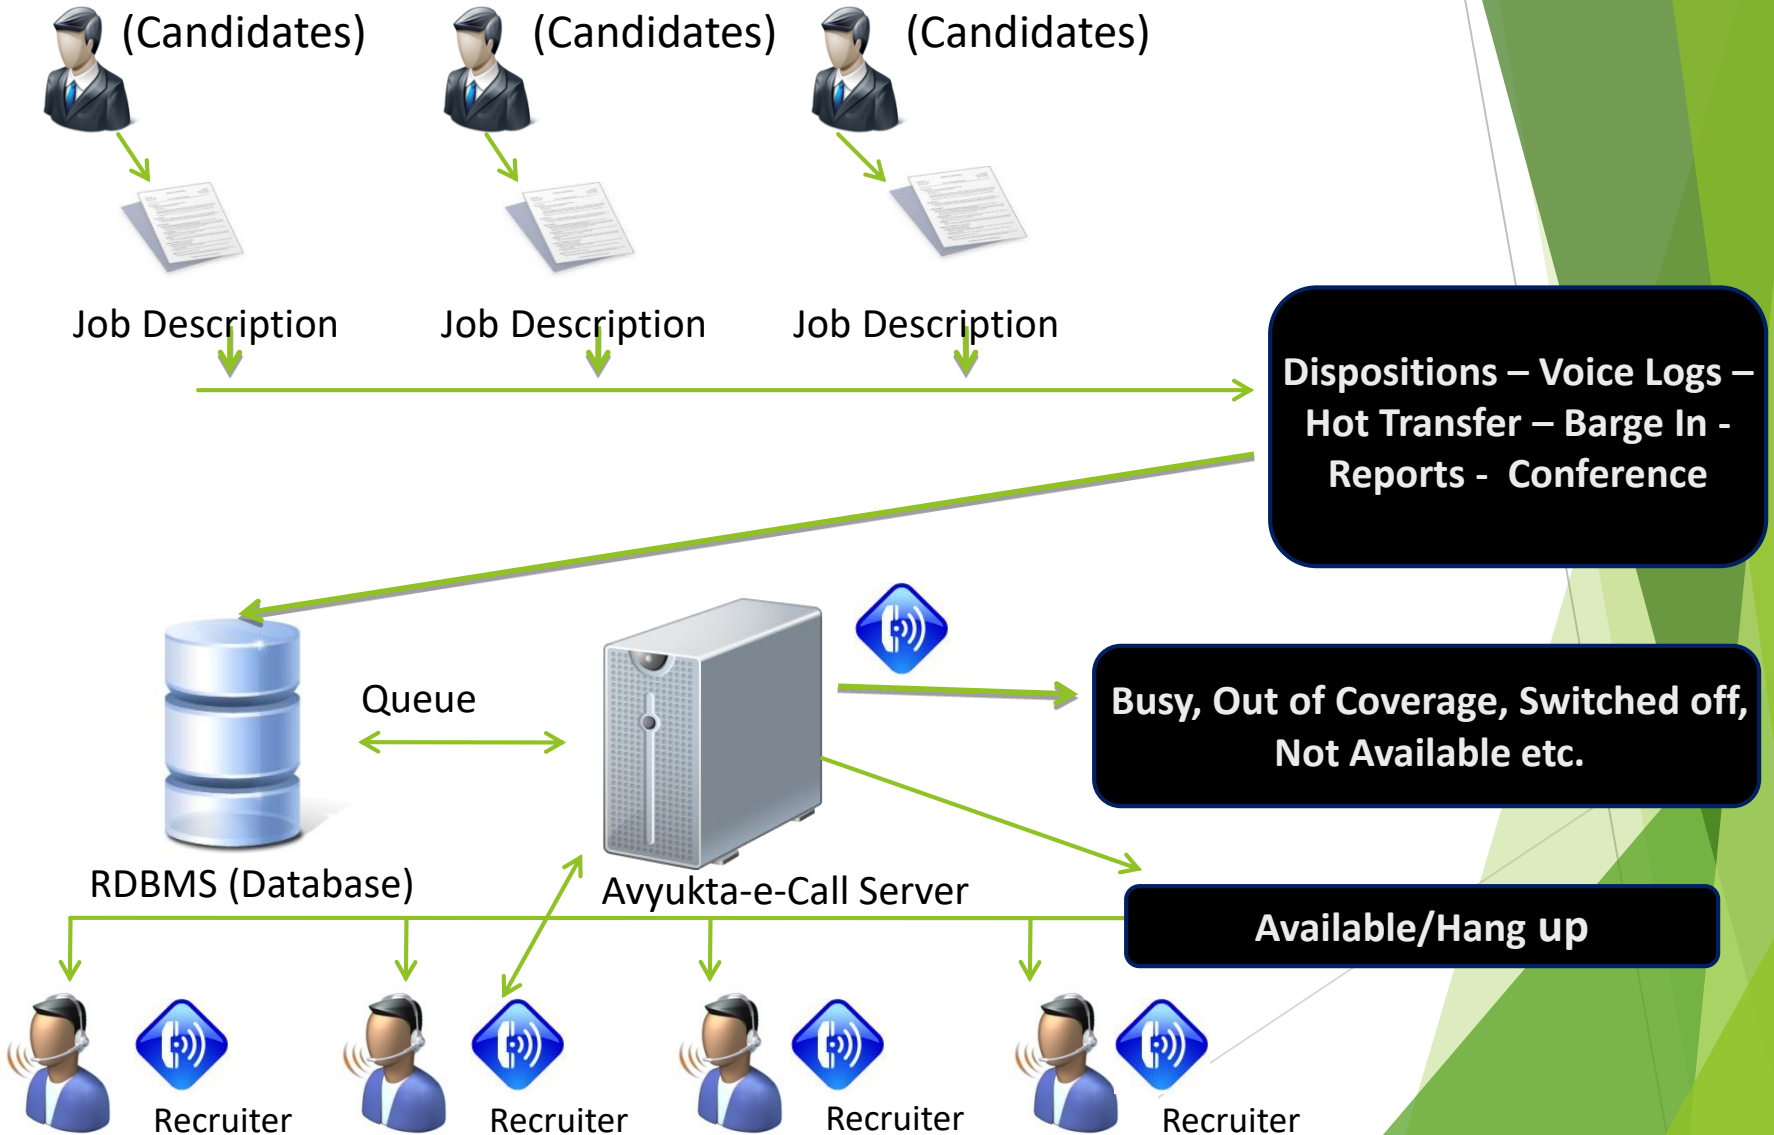 (Candidates)
(Candidates)
(Candidates)
Job Description
Job Description
Job Description
Dispositions – Voice Logs –
Hot Transfer – Barge In -
Reports - Conference
Queue
Busy, Out of Coverage, Switched off,
Not Available etc.
RDBMS (Database)
Avyukta-e-Call Server
Available/Hang up
Recruiter
Recruiter
Recruiter
Recruiter